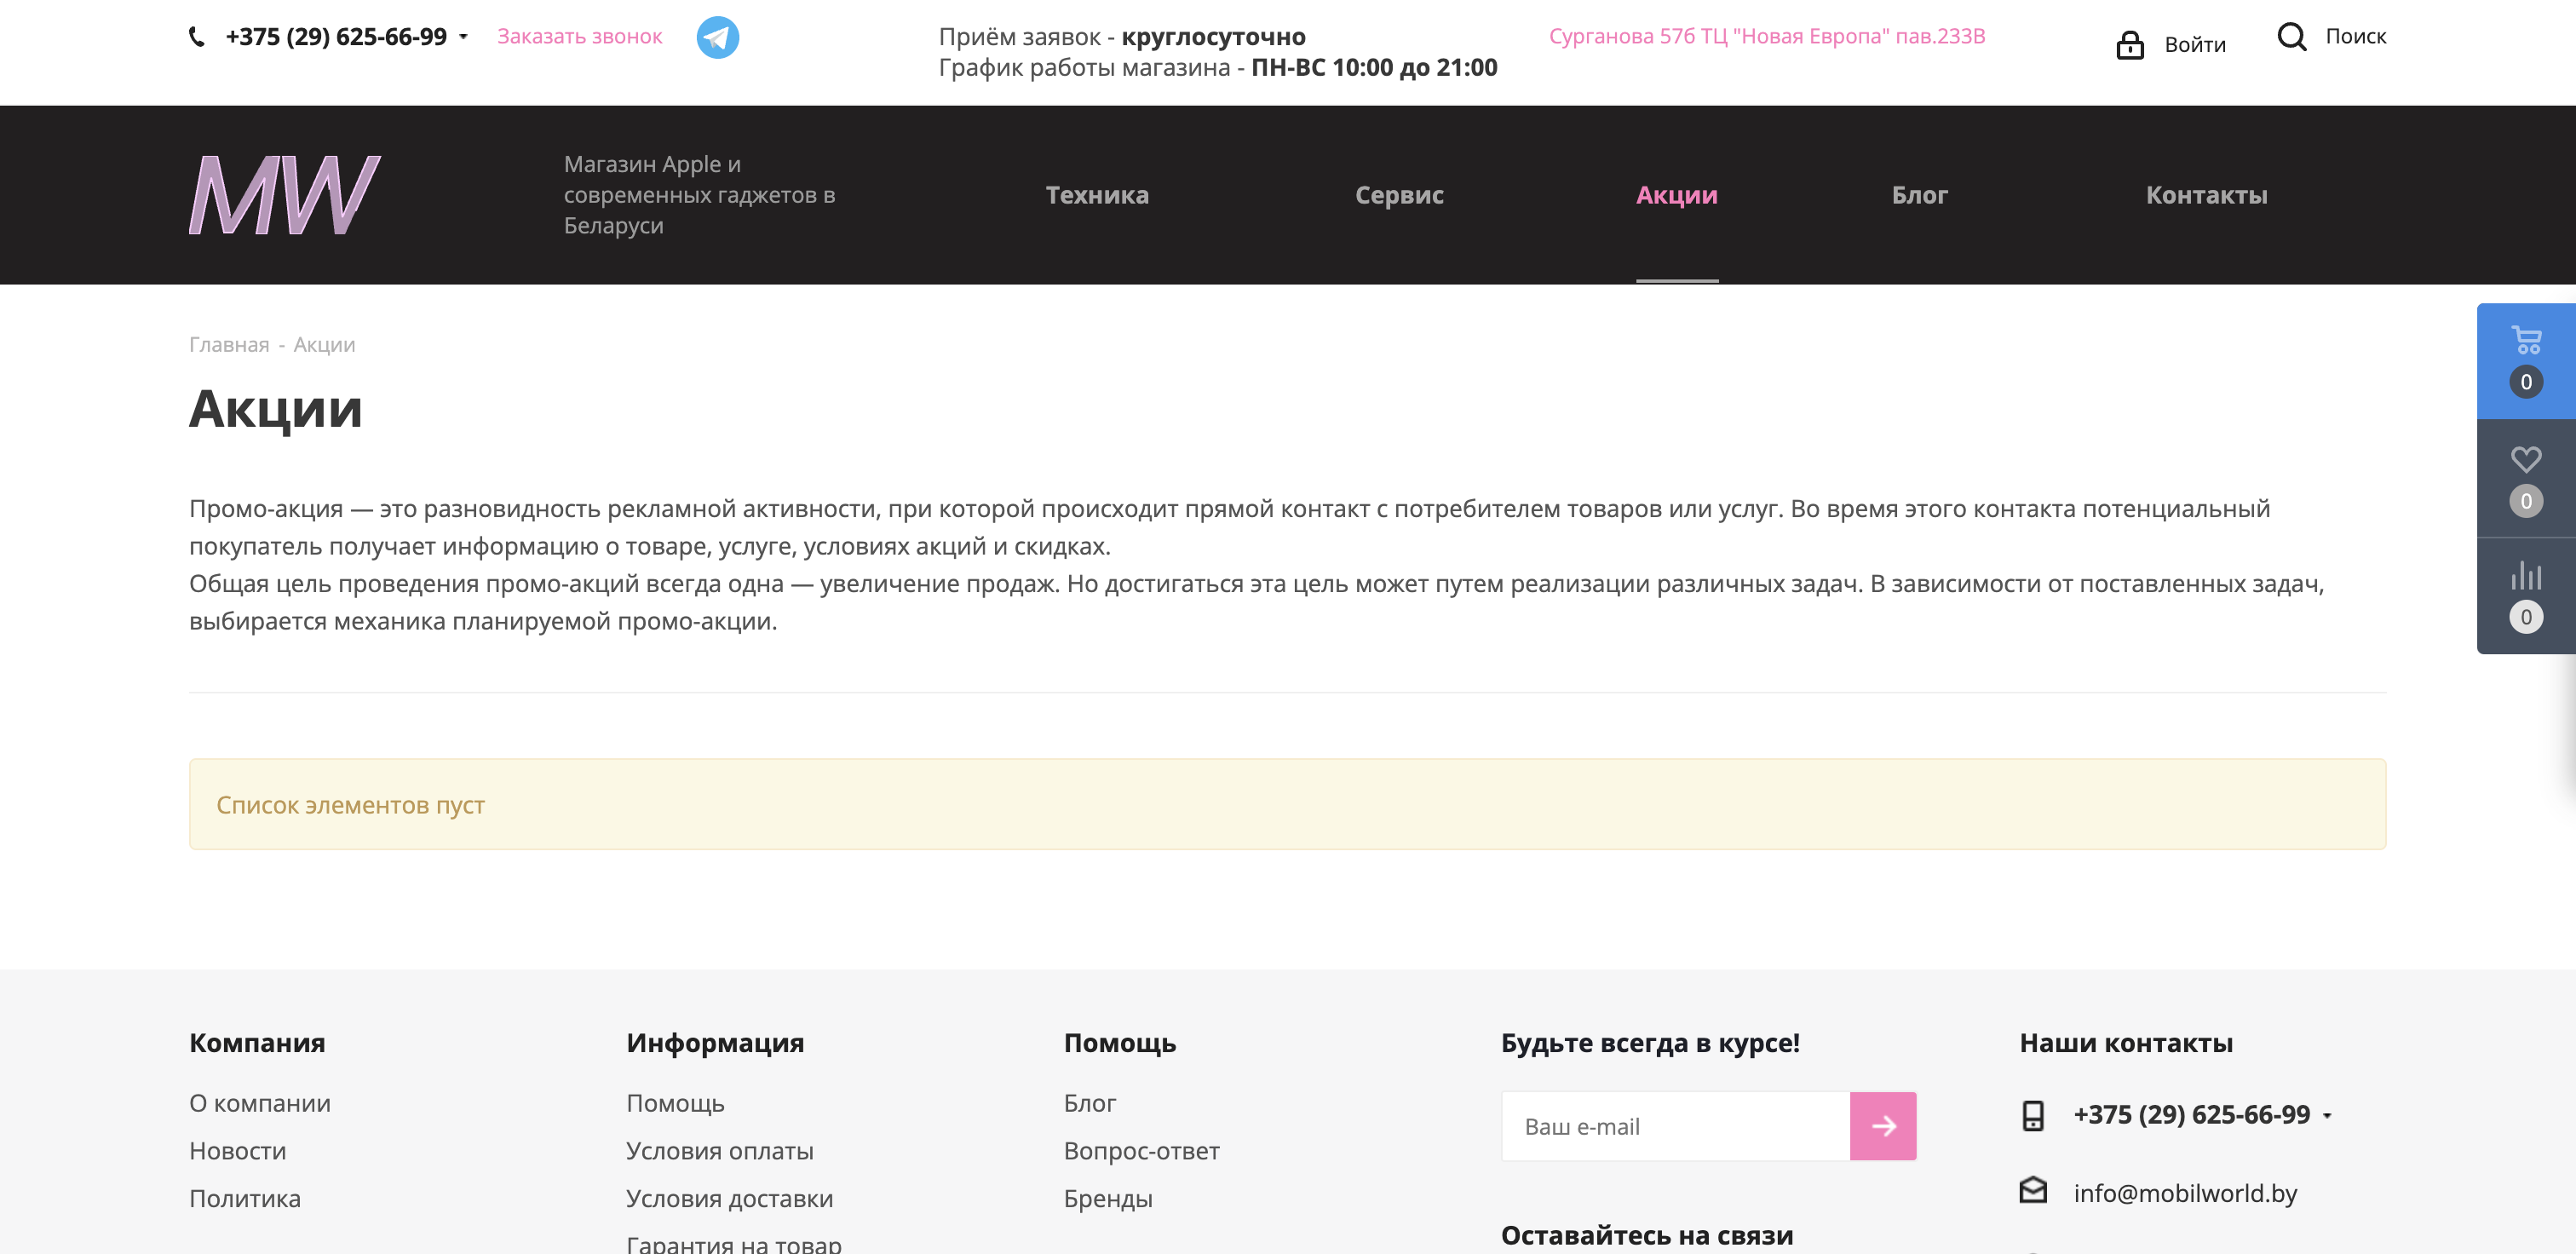 +375 (29) 625-66-99
Заказать звонок
Приём заявок - круглосуточно
График работы магазина - ПН-ВС 10:00 до 21:00
Сурганова 57б ТЦ "Новая Европа" пав.233В
Войти
Поиск
MW
Магазин Apple и
современных гаджетов в
Беларуси
Техника
Сервис
Акции
Блог
Контакты
Главная - Акции
Акции
0
0
0
Промо-акция — это разновидность рекламной активности, при которой происходит прямой контакт с потребителем товаров или услуг. Во время этого контакта потенциальный
покупатель получает информацию о товаре, услуге, условиях акций и скидках.
Общая цель проведения промо-акций всегда одна — увеличение продаж. Но достигаться эта цель может путем реализации различных задач. В зависимости от поставленных задач,
выбирается механика планируемой промо-акции.
Список элементов пуст
Компания
О компании
Новости
Политика
Информация
Помощь
Условия оплаты
Условия доставки
Гарантия на товар
Помощь
Блог
Вопрос-ответ
Бренды
Будьте всегда в курсе!
Ваш e-mail
Оставайтесь на связи
Наши контакты
+375 (29) 625-66-99
info@mobilworld.by